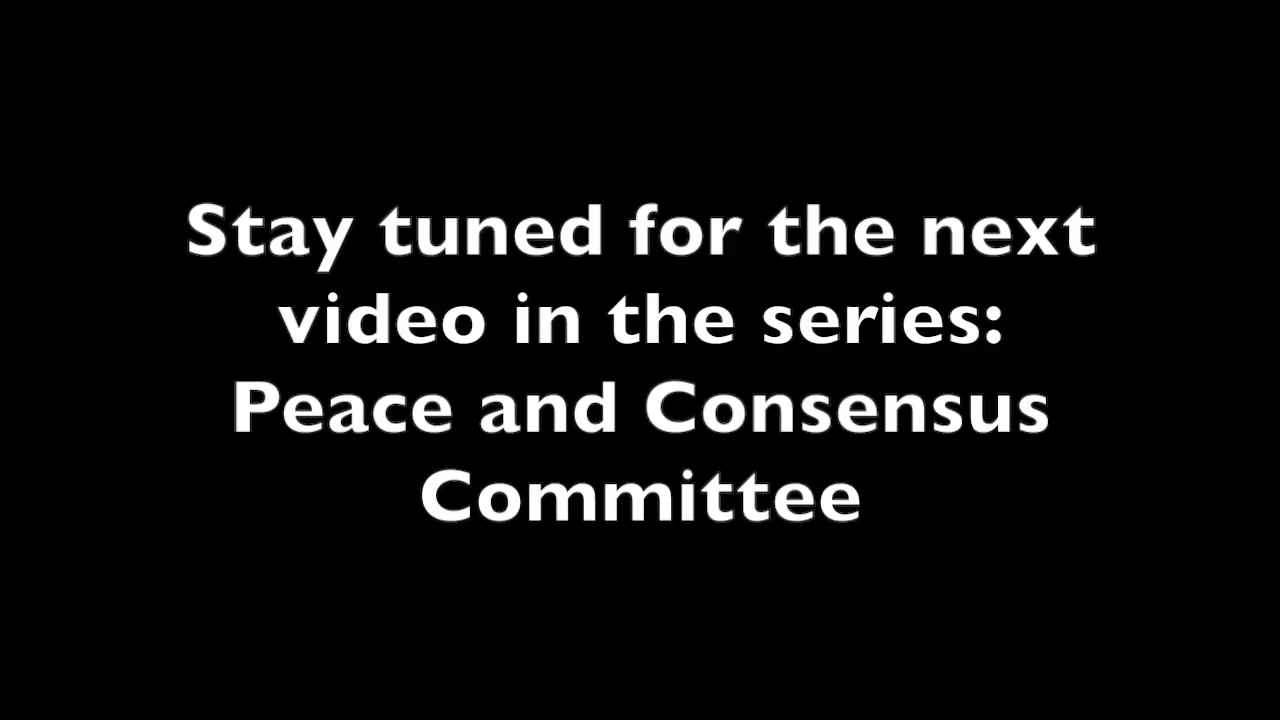 Stay tuned for the next
video in the series:
Peace and Consensus
Committee